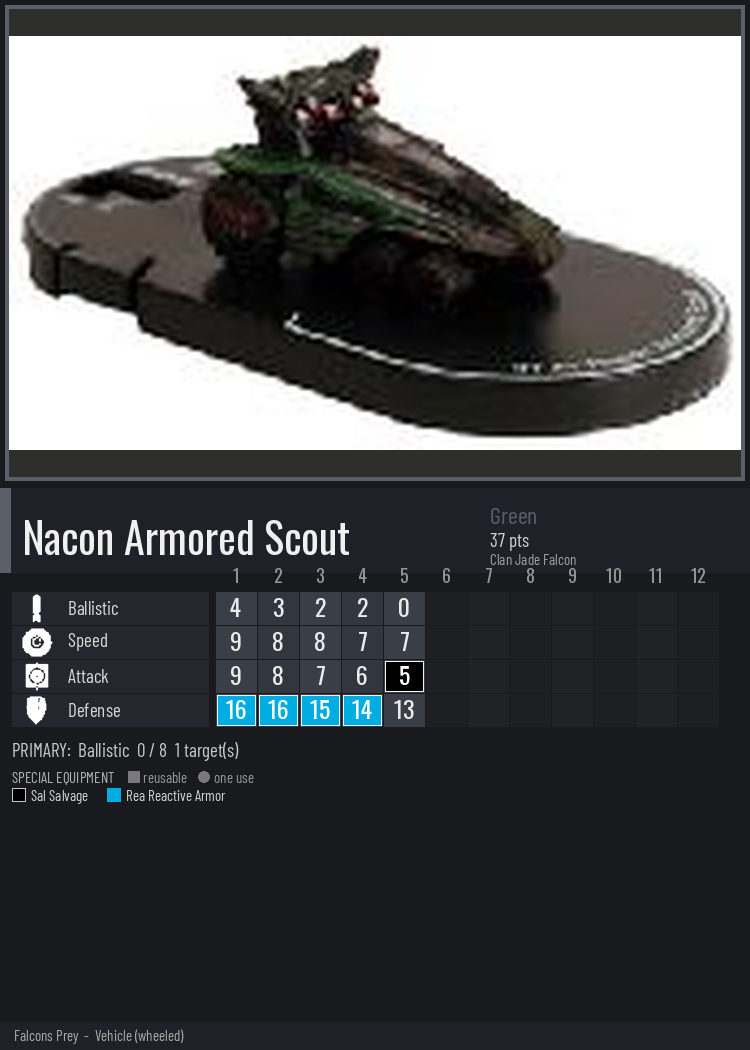 Nacon Armored Scout
Green
37 pts
Clan Jade Falcon
1 2 3 4 5 6 7 8 9 10 11 12
Ballistic 4 3 2 2 0
Speed 9 8 8 7 7
Attack 9 8 7 6 5
Defense 16 16 15 14 13
PRIMARY: Ballistic 0 / 8 1 target(s)
SPECIAL EQUIPMENT reusable one use
Sal Salvage Rea Reactive Armor
Falcons Prey - Vehicle (wheeled)